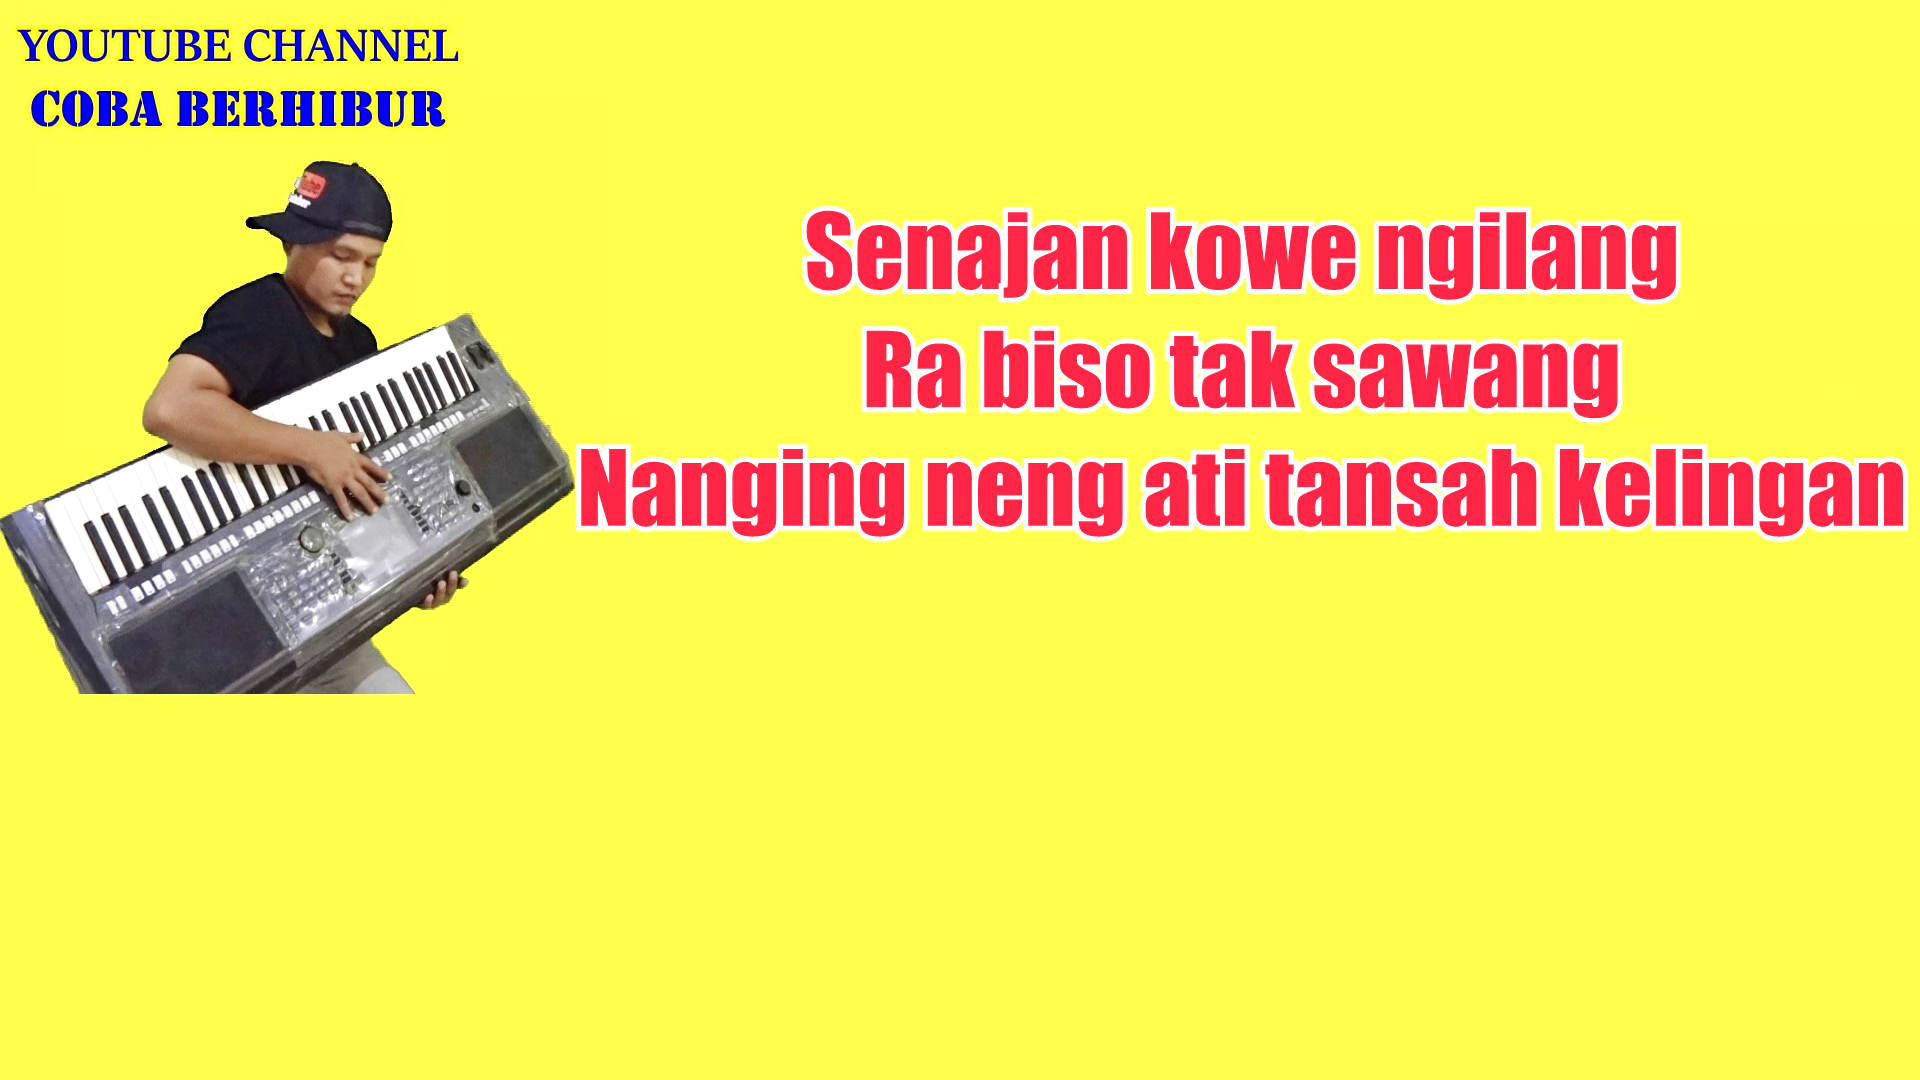 YOUTUBE CHANNEL
COBA BERHIBUR
Senajan kowe ngilang
Ra biso tak sawang
Nanging neng ati tansah kelingan